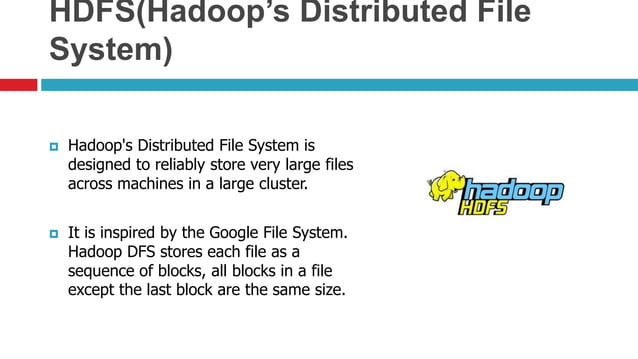 HDFS(Hadoop’s Distributed File
System)
Hadoop's Distributed File System is
designed to reliably store very large files
across machines in a large cluster.
It is inspired by the Google File System.
Hadoop DFS stores each file as a
sequence of blocks, all blocks in a file
except the last block are the same size.
hadoop
HDFS